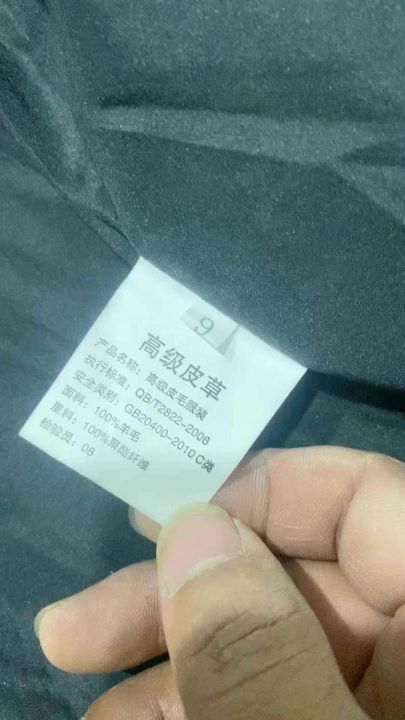 9
高级皮草
产品名称：高级皮毛服装
执行标准：QB/T2822-2006
安全类别：GB20400-2010 C类
面料：100%羊毛
里料：100%聚酯纤维
检验员：08